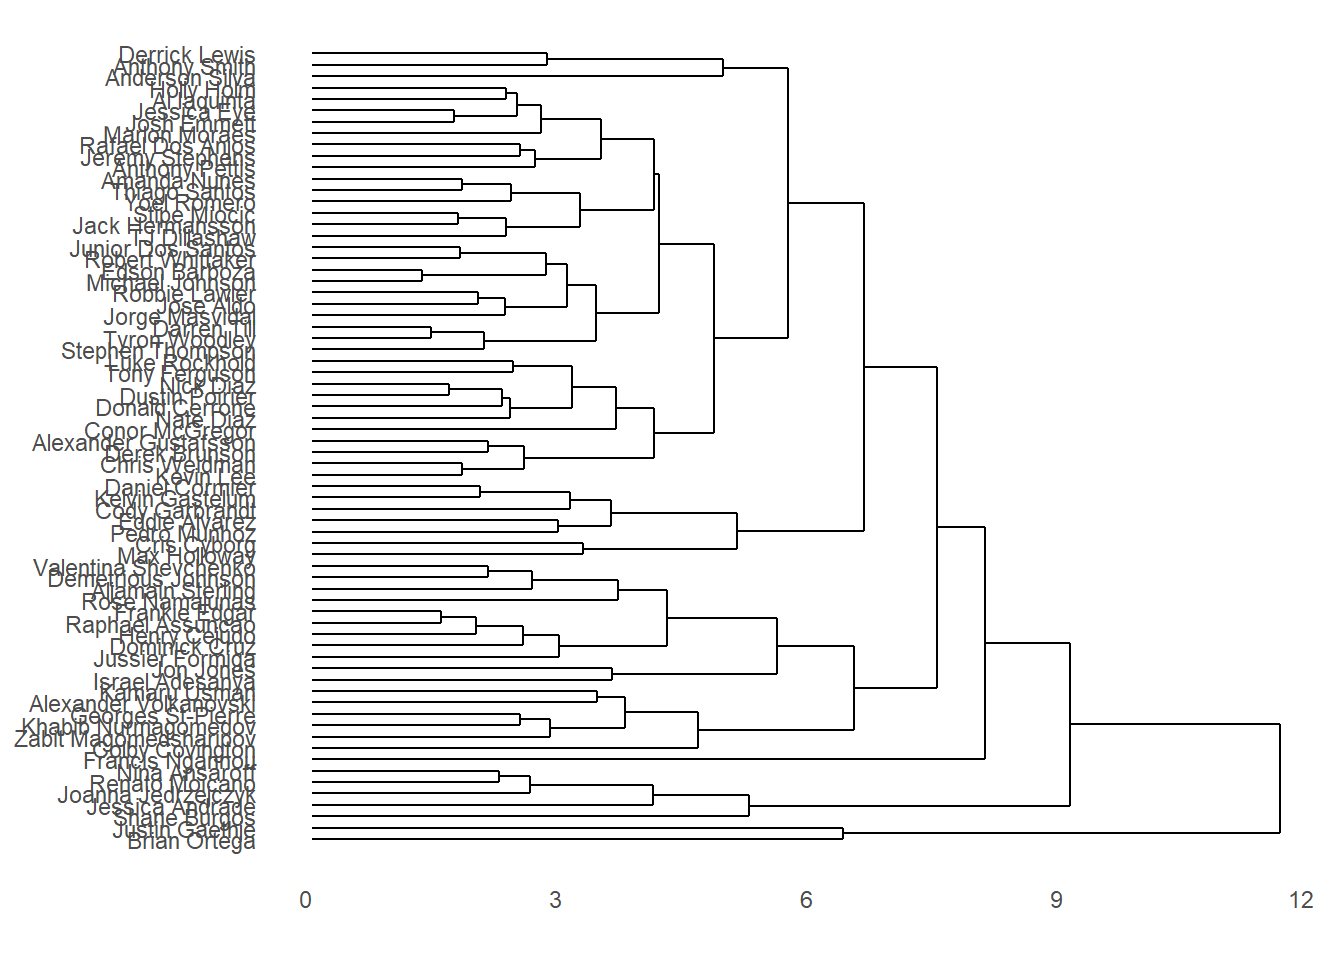 Derrick Lewis
Anthony Smith
Anderson Silva
Holly Holm
Al Iaquinta
Jessica Eye
Josh Emmett
Marlon Moraes
Rafael Dos Anjos
Jeremy Stephens
Anthony Pettis
Amanda Nunes
Thiago Santos
Yoel Romero
Stipe Miocic
Jack Hermansson
TJ Dillashaw
Junior Dos Santos
Robert Whittaker
Edson Barboza
Michael Johnson
Robbie Lawler
Jose Aldo
Jorge Masvidal
Darren Till
Tyron Woodley
Stephen Thompson
Luke Rockhold
Tony Ferguson
Nick Diaz
Dustin Poirier
Donald Cerrone
Nate Diaz
Conor McGregor
Alexander Gustafsson
Derek Brunson
Chris Weidman
Kevin Lee
Daniel Cormier
Kelvin Gastelum
Cody Garbrandt
Eddie Alvarez
Pedro Munhoz
Cris Cyborg
Max Holloway
Valentina Shevchenko
Demetrious Johnson
Aljamain Sterling
Rose Namajunas
Frankie Edgar
Raphael Assuncao
Henry Cejudo
Dominick Cruz
Jussier Formiga
Jon Jones
Israel Adesanya
Kamaru Usman
Alexander Volkanovski
Georges St-Pierre
Khabib Nurmagomedov
Zabit Magomedsharipov
Colby Covington
Francis Ngannou
Nina Ansaroff
Renato Moicano
Joanna Jedrzejczyk
Jessica Andrade
Shane Burgos
Justin Gaethje
Brian Ortega
0 3 6 9 12